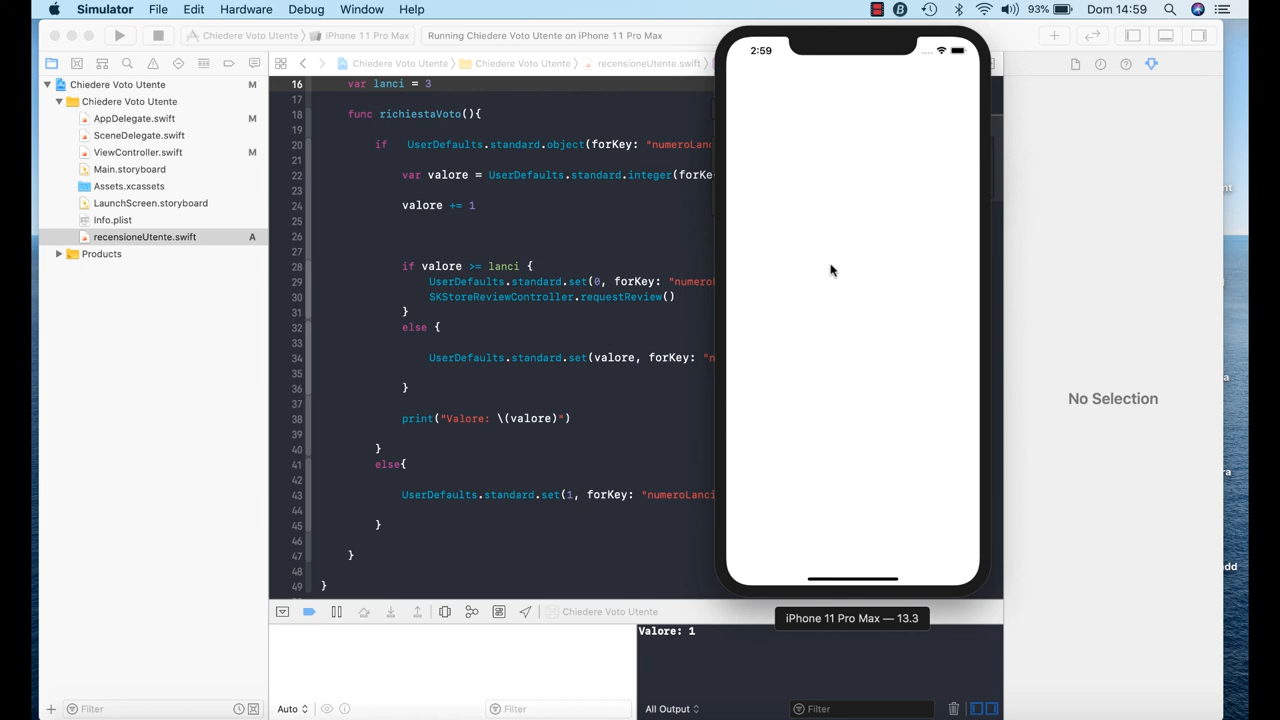 Simulator File Edit Hardware Debug Window Help 93% Dom 14:59
Chiedere Voto Utente iPhone 11 Pro Max Running Chiedere Voto Utente on iPhone 11 Pro Max
Chiedere Voto Utente Chiedere Voto Utente recensioneUtente.swift
Chiedere Voto Utente M
Chiedere Voto Utente
AppDelegate.swift M
SceneDelegate.swift
ViewController.swift M
Main.storyboard
Assets.xcassets
LaunchScreen.storyboard
Info.plist
recensioneUtente.swift A
Products
Filter
16 var lanci = 3
17
18 func richiestaVoto(){
19
20 if UserDefaults.standard.object(forKey: "numeroLanc
21
22 var valore = UserDefaults.standard.integer(forKe
23
24 valore += 1
25
26
27
28 if valore >= lanci {
29 UserDefaults.standard.set(0, forKey: "numerol
30 SKStoreReviewController.requestReview()
31 }
32 else {
33
34 UserDefaults.standard.set(valore, forKey: "n
35
36 }
37
38 print("Valore: \(valore)")
39
40 }
41 else{
42
43 UserDefaults.standard.set(1, forKey: "numeroLanci
44
45 }
46
47 }
48
49 }
2:59
iPhone 11 Pro Max — 13.3
No Selection
Chiedere Voto Utente
Valore: 1
Auto
Filter
All Output
Filter